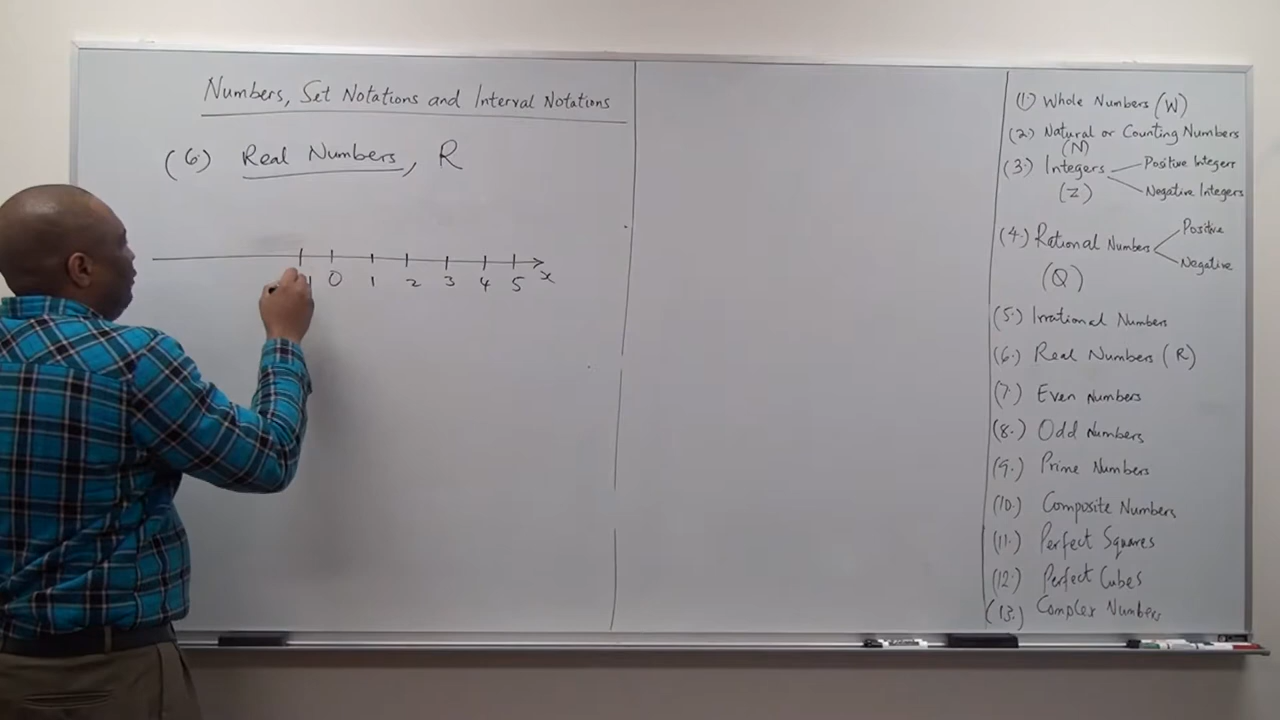 Numbers, Set Notations and Interval Notations
(6.) Real Numbers, R
1 0 1 2 3 4 5 x
(1) Whole Numbers (W)
(2.) Natural or Counting Numbers
(N)
(3.) Integers
Positive Integers
Negative Integers
(Z)
(4.) Rational Numbers
Positive
Negative
(Q)
(5.) Irrational Numbers
(6.) Real Numbers (R)
(7.) Even Numbers
(8.) Odd Numbers
(9.) Prime Numbers
(10.) Composite Numbers
(11.) Perfect Squares
(12.) Perfect Cubes
(13.) Complex Numbers